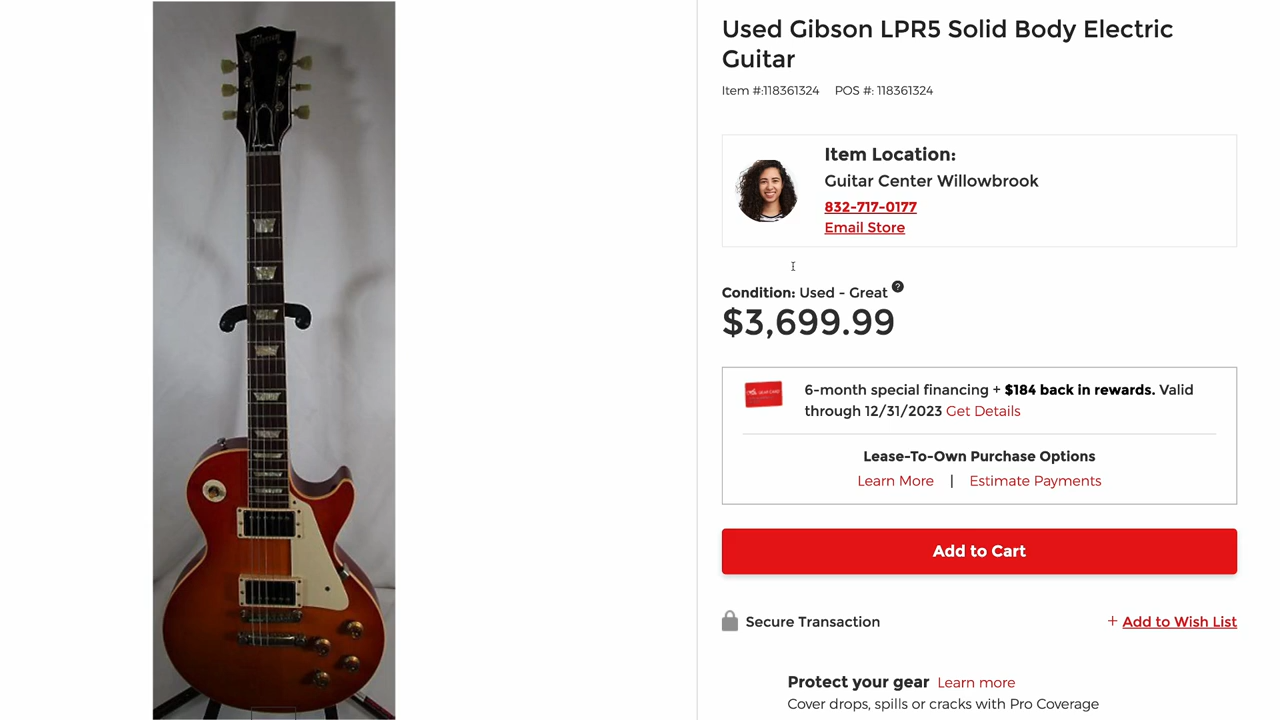 Gibson
Used Gibson LPR5 Solid Body Electric
Guitar
Item #:118361324 POS #: 118361324
Item Location:
Guitar Center Willowbrook
832-717-0177
Email Store
Condition: Used - Great ?
$3,699.99
6-month special financing + $184 back in rewards. Valid
through 12/31/2023 Get Details
Lease-To-Own Purchase Options
Learn More | Estimate Payments
Add to Cart
Secure Transaction
+ Add to Wish List
Protect your gear Learn more
Cover drops, spills or cracks with Pro Coverage